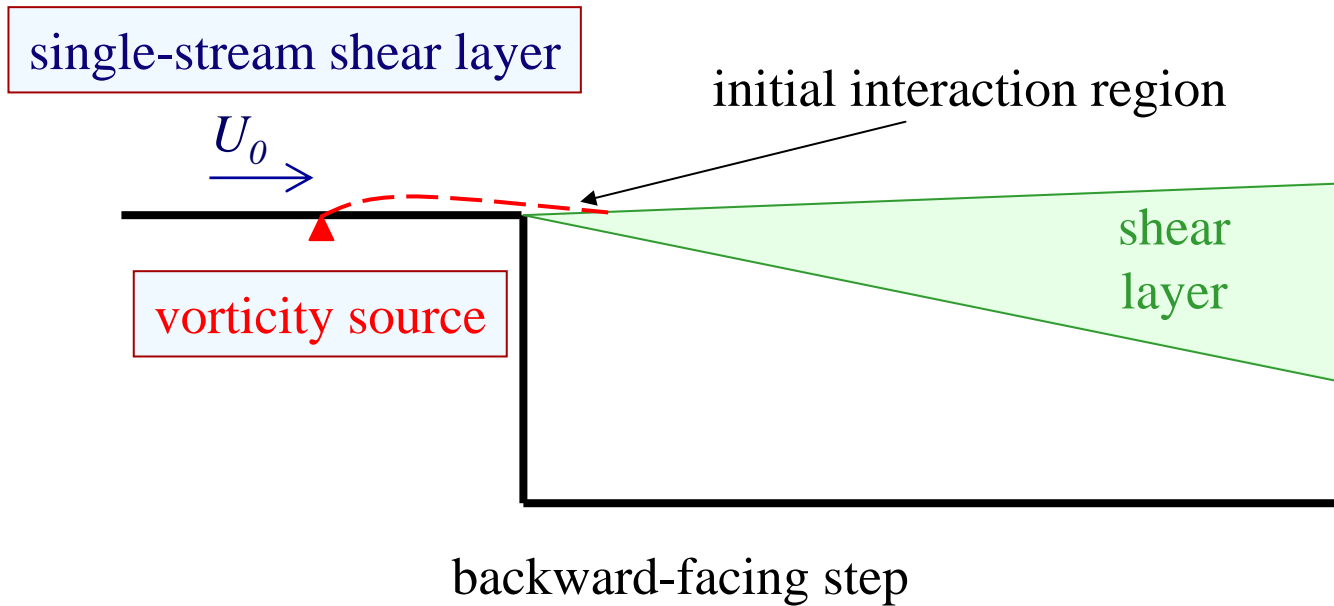 single-stream shear layer
initial interaction region
U0
shear
layer
vorticity source
backward-facing step